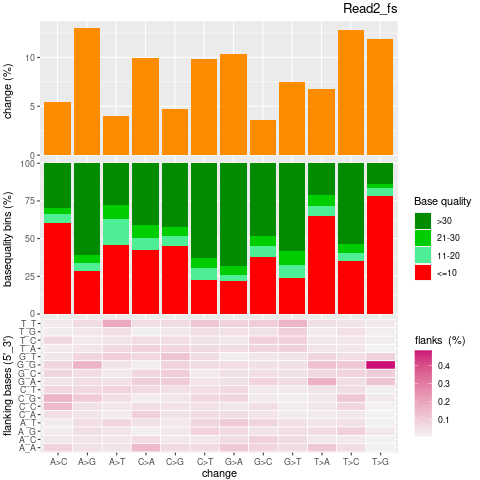 Read2_fs
change (%)
10
5
0
basequality bins (%)
100
75
50
25
0
Base quality
>30
21-30
11-20
<=10
flanking bases (5'_3')
T_T
T_G
T_C
T_A
G_T
G_G
G_C
G_A
C_T
C_G
C_C
C_A
A_T
A_G
A_C
A_A
flanks (%)
0.4
0.3
0.2
0.1
A>C A>G A>T C>A C>G C>T G>A G>C G>T T>A T>C T>G
change